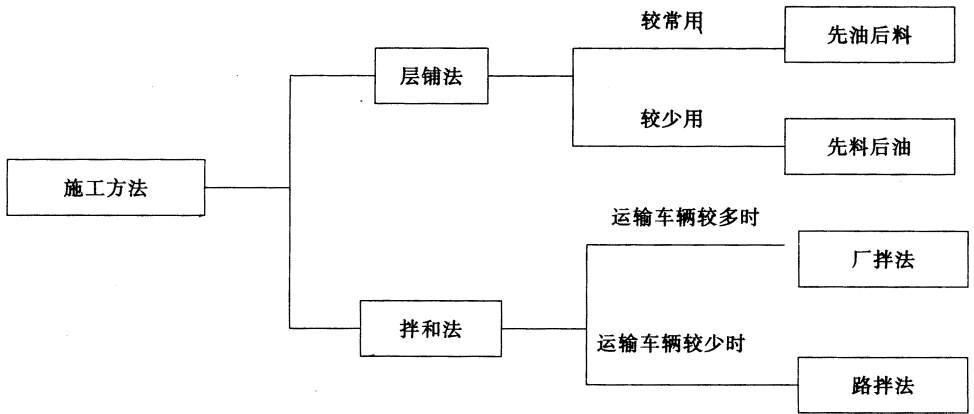 较常用
先油后料
层铺法
较少用
先料后油
施工方法
运输车辆较多时
厂拌法
拌和法
运输车辆较少时
路拌法